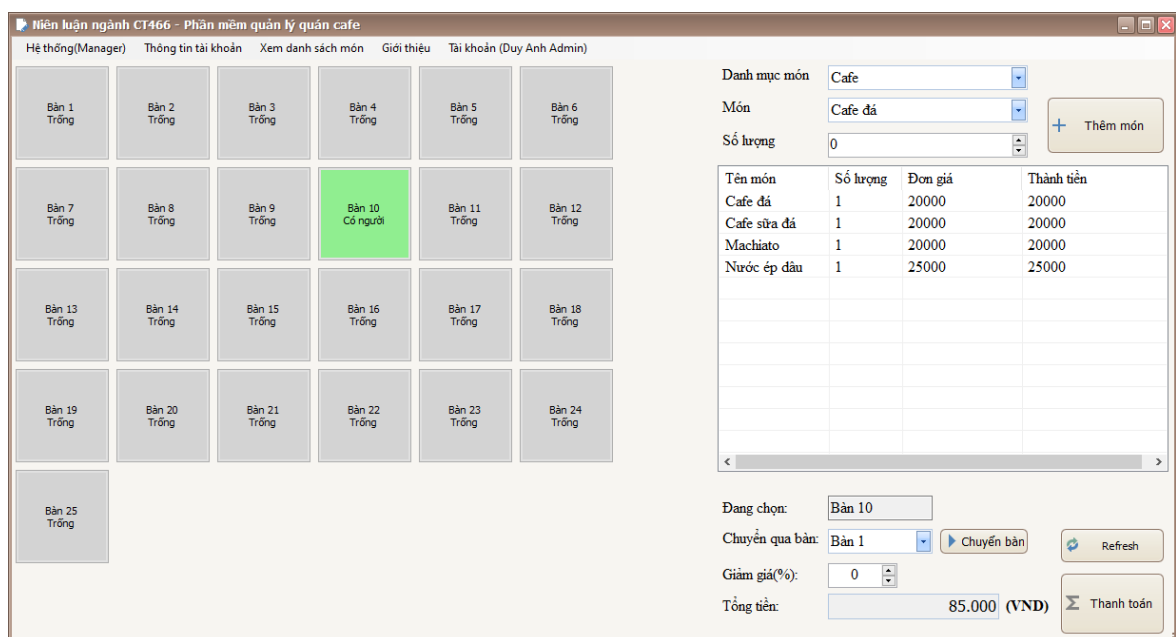 Niên luận ngành CT466 - Phần mềm quản lý quán cafe
Hệ thống(Manager) Thông tin tài khoản Xem danh sách món Giới thiệu Tài khoản (Duy Anh Admin)
Bàn 1 Bàn 2 Bàn 3 Bàn 4 Bàn 5 Bàn 6
Trống Trống Trống Trống Trống Trống
Bàn 7 Bàn 8 Bàn 9 Bàn 10 Bàn 11 Bàn 12
Trống Trống Trống Có người Trống Trống
Bàn 13 Bàn 14 Bàn 15 Bàn 16 Bàn 17 Bàn 18
Trống Trống Trống Trống Trống Trống
Bàn 19 Bàn 20 Bàn 21 Bàn 22 Bàn 23 Bàn 24
Trống Trống Trống Trống Trống Trống
Bàn 25
Trống
Danh mục món Cafe
Món Cafe đá
Số lượng 0
+ Thêm món
Tên món Số lượng Đơn giá Thành tiền
Cafe đá 1 20000 20000
Cafe sữa đá 1 20000 20000
Machiato 1 20000 20000
Nước ép dâu 1 25000 25000
Đang chọn: Bàn 10
Chuyển qua bàn: Bàn 1 Chuyển bàn Refresh
Giảm giá(%): 0
Tổng tiền: 85.000 (VND) Σ Thanh toán